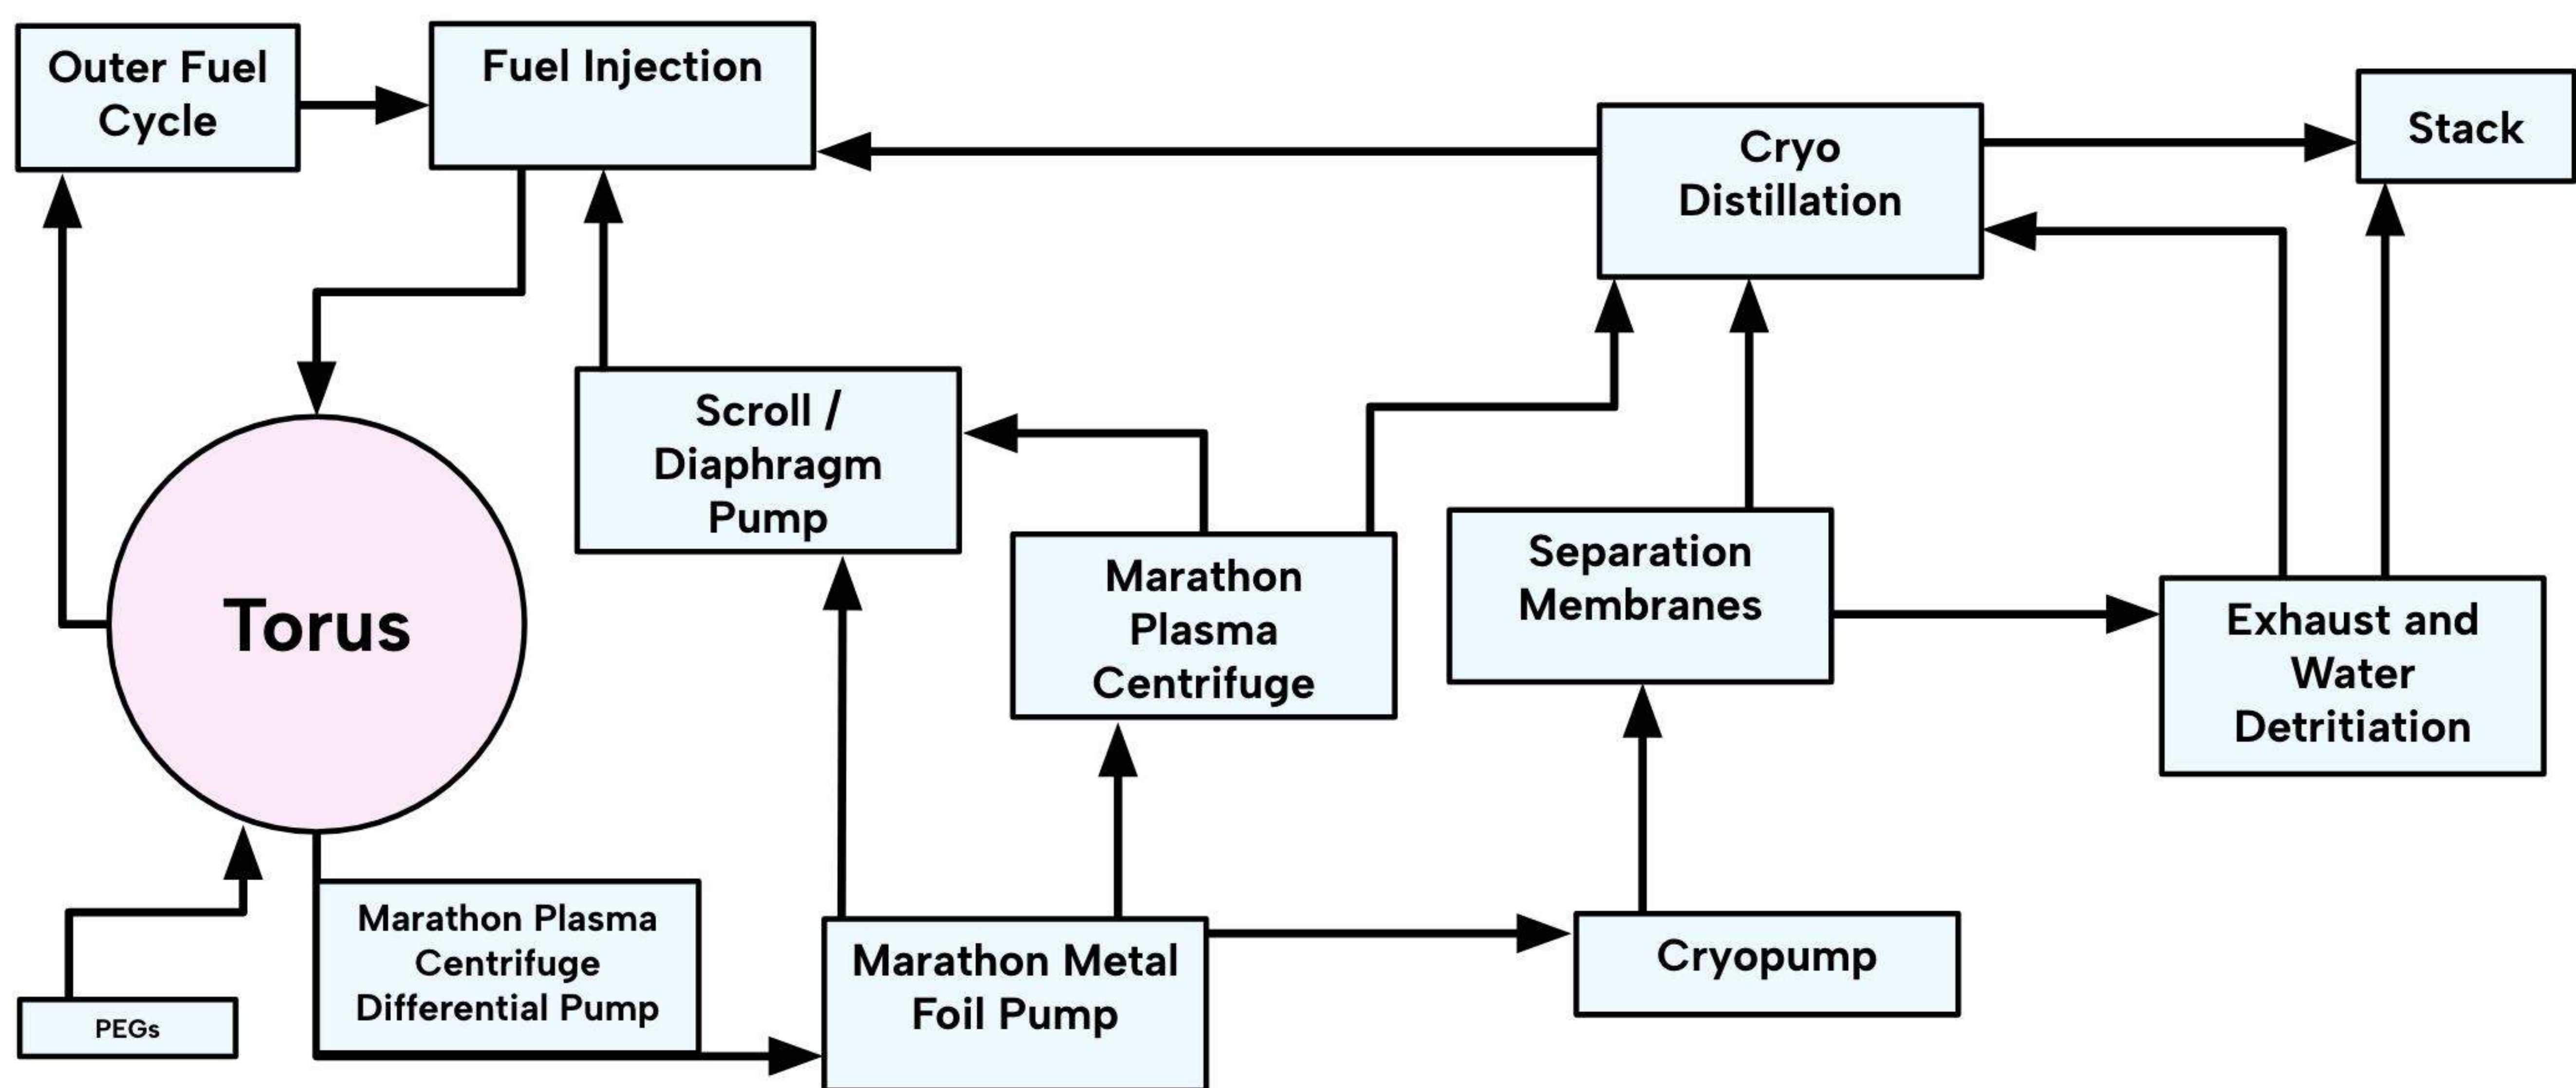 Outer Fuel
Cycle
Fuel Injection
Cryo
Distillation
Stack
Scroll /
Diaphragm
Pump
Marathon
Plasma
Centrifuge
Separation
Membranes
Exhaust and
Water
Detritiation
Torus
Marathon Plasma
Centrifuge
Differential Pump
PEGs
Marathon Metal
Foil Pump
Cryopump